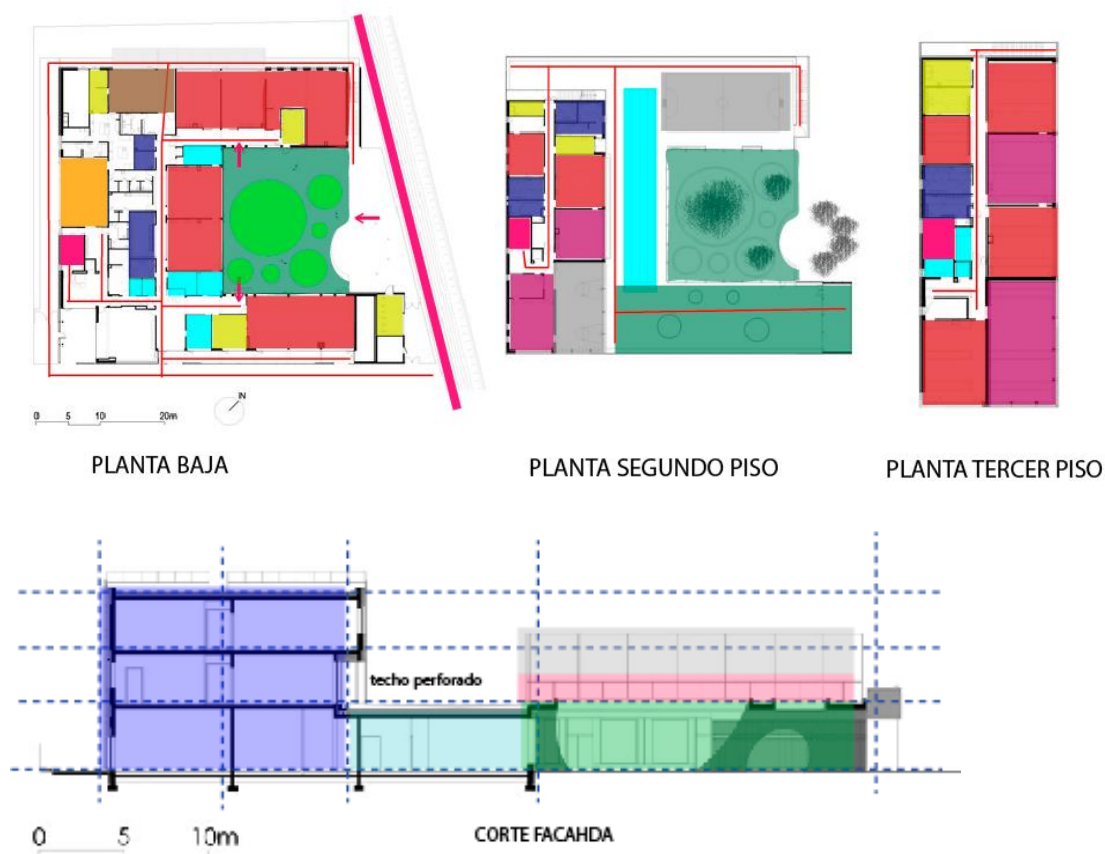 IN
0 5 10 20m
PLANTA BAJA
PLANTA SEGUNDO PISO
PLANTA TERCER PISO
techo perforado
0 5 10m
CORTE FACAHDA